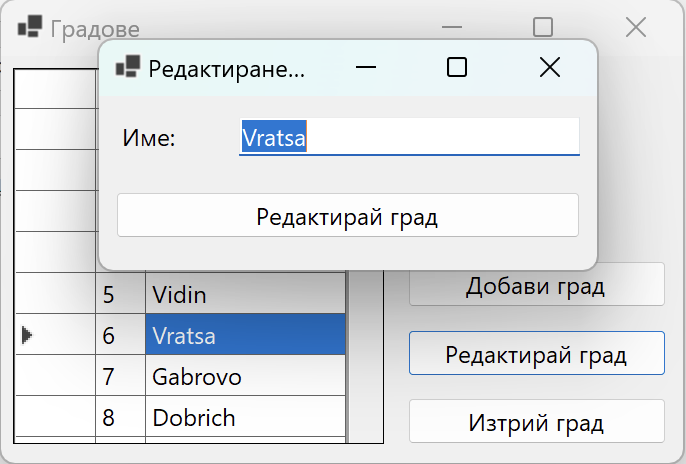 Градове
Редактиране...
Име:
Vratsa
Редактирай град
5 Vidin
6 Vratsa
7 Gabrovo
8 Dobrich
Добави град
Редактирай град
Изтрий град